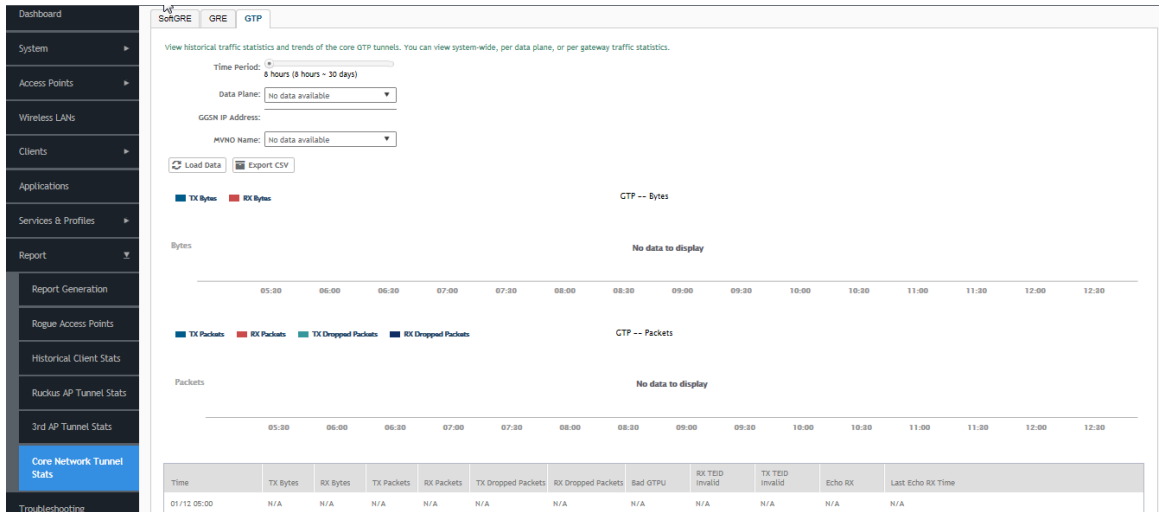 Dashboard
System
Access Points
Wireless LANs
Clients
Applications
Services & Profiles
Report
Report Generation
Rogue Access Points
Historical Client Stats
Ruckus AP Tunnel Stats
3rd AP Tunnel Stats
Core Network Tunnel
Stats
Troubleshooting
SoftGRE GRE GTP
View historical traffic statistics and trends of the core GTP tunnels. You can view system-wide, per data plane, or per gateway traffic statistics.
Time Period:
8 hours (8 hours ~ 30 days)
Data Plane: No data available
GGSN IP Address:
MVNO Name: No data available
Load Data Export CSV
TX Bytes RX Bytes GTP -- Bytes
Bytes No data to display
05:30 06:00 06:30 07:00 07:30 08:00 08:30 09:00 09:30 10:00 10:30 11:00 11:30 12:00 12:30
TX Packets RX Packets TX Dropped Packets RX Dropped Packets GTP -- Packets
Packets No data to display
05:30 06:00 06:30 07:00 07:30 08:00 08:30 09:00 09:30 10:00 10:30 11:00 11:30 12:00 12:30
Time TX Bytes RX Bytes TX Packets RX Packets TX Dropped Packets RX Dropped Packets Bad GTPU RX TEID Invalid TX TEID Invalid Echo RX Last Echo RX Time
01/12 05:00 N/A N/A N/A N/A N/A N/A N/A N/A N/A N/A N/A